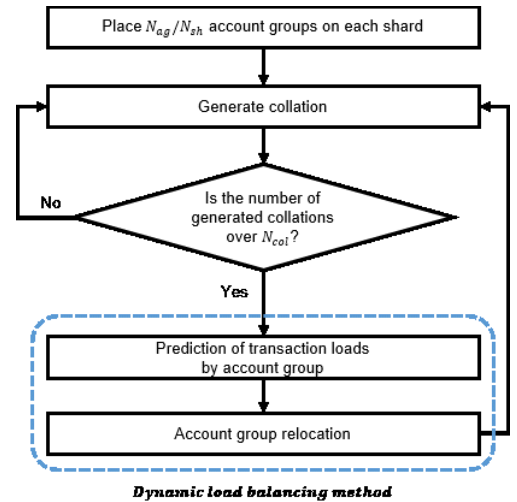 Place N_ag/N_sh account groups on each shard
Generate collation
Is the number of
generated collations
over N_col?
No
Yes
Prediction of transaction loads
by account group
Account group relocation
Dynamic load balancing method